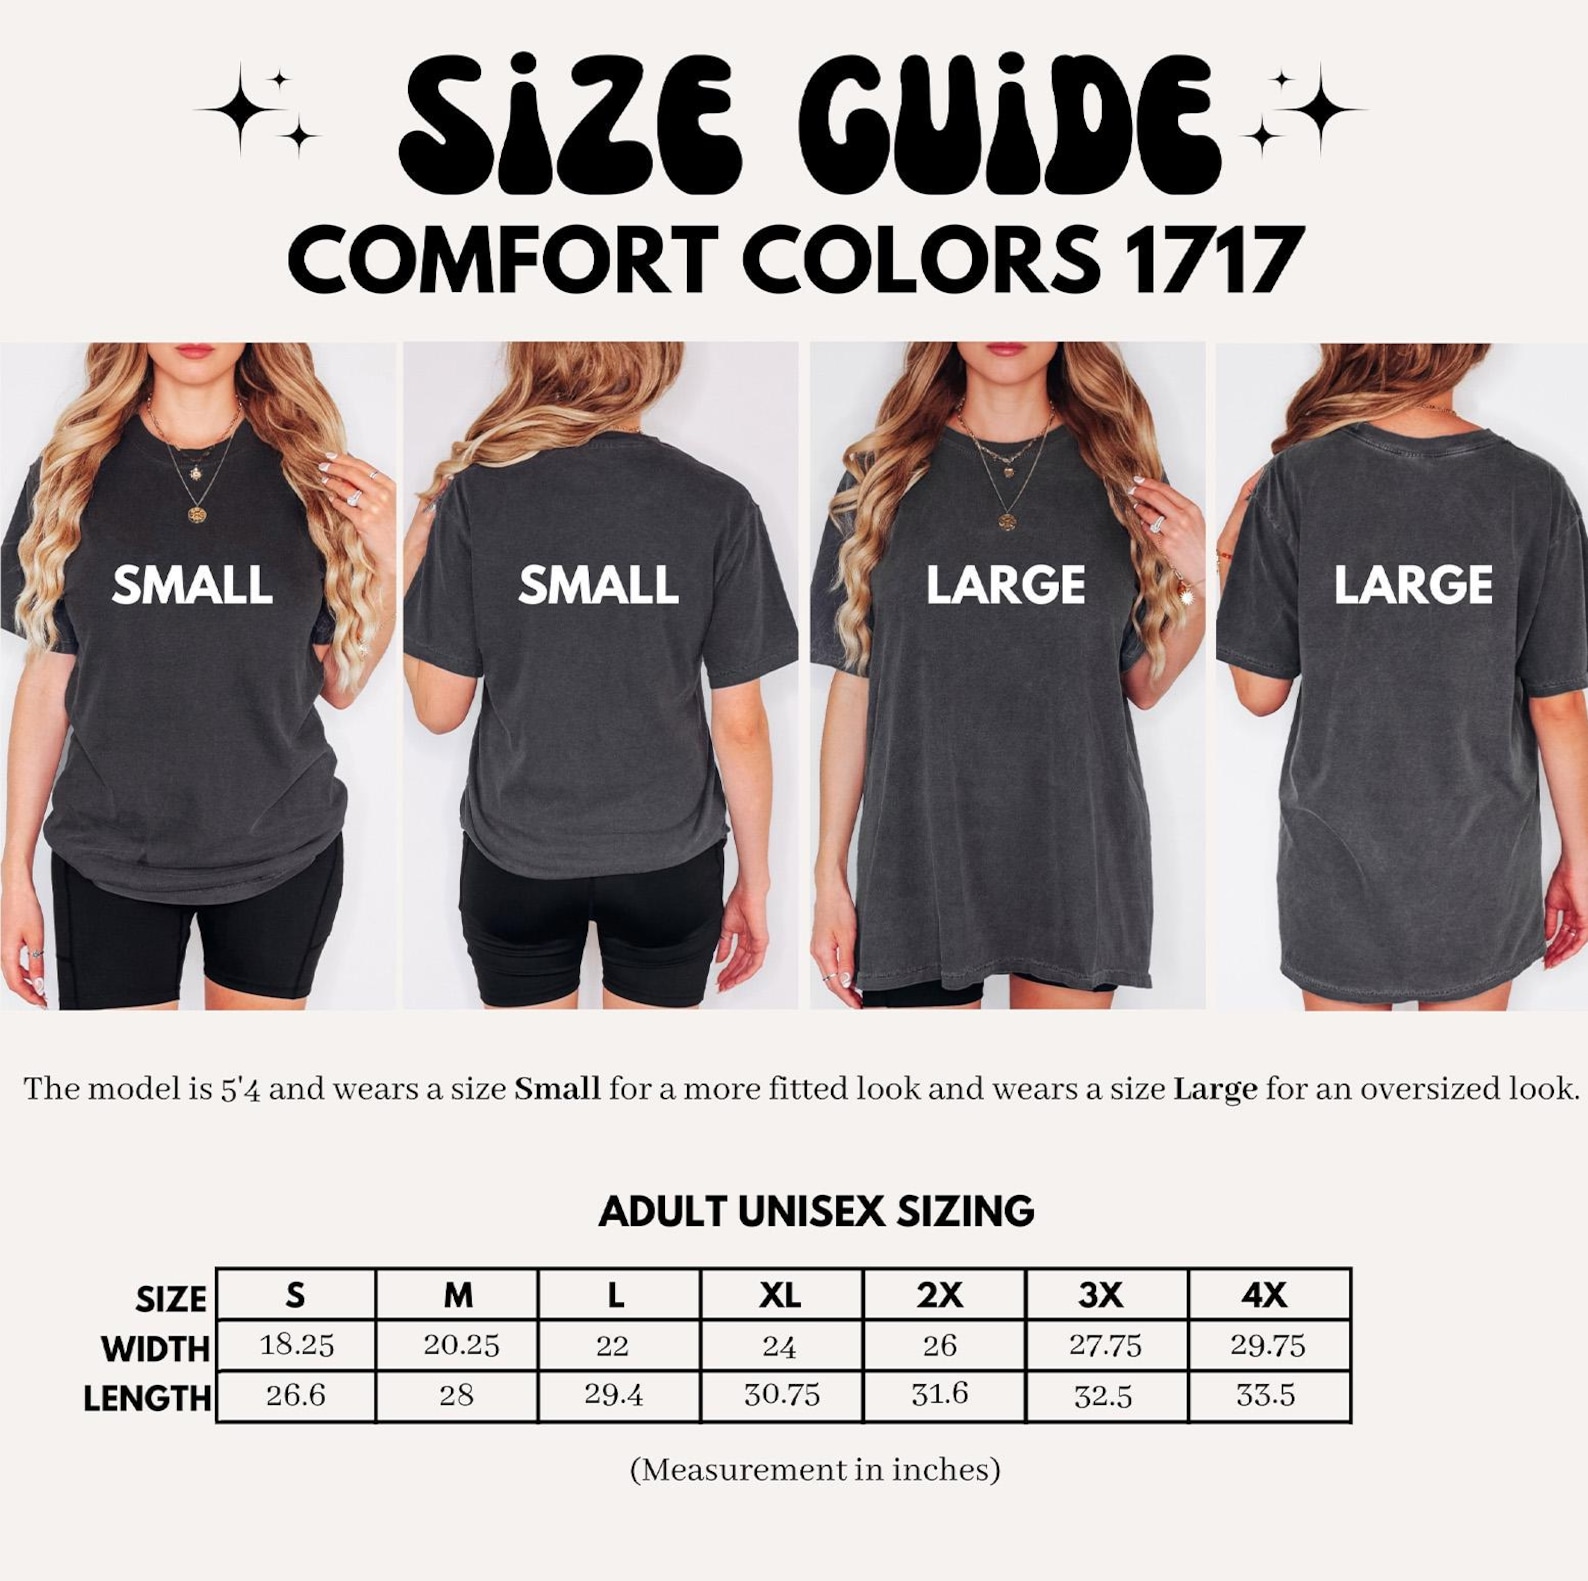 SiZE GUiDE
COMFORT COLORS 1717
SMALL
SMALL
LARGE
LARGE
The model is 5'4 and wears a size Small for a more fitted look and wears a size Large for an oversized look.
ADULT UNISEX SIZING
SIZE S M L XL 2X 3X 4X
WIDTH 18.25 20.25 22 24 26 27.75 29.75
LENGTH 26.6 28 29.4 30.75 31.6 32.5 33.5
(Measurement in inches)